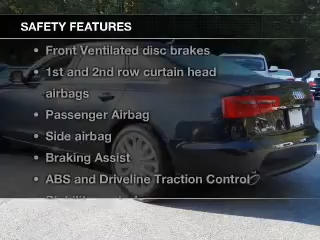 SAFETY FEATURES
• Front Ventilated disc brakes
• 1st and 2nd row curtain head
airbags
• Passenger Airbag
• Side airbag
• Braking Assist
• ABS and Driveline Traction Control